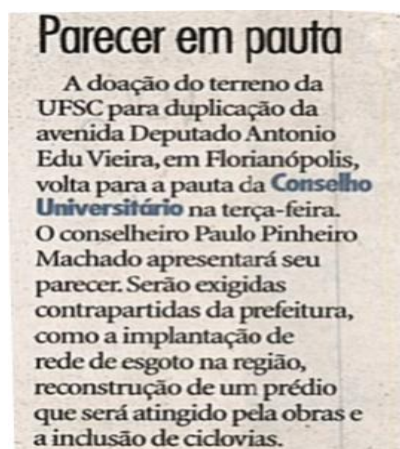 Parecer em pauta
A doação do terreno da
UFSC para duplicação da
avenida Deputado Antonio
Edu Vieira, em Florianópolis,
volta para a pauta da Conselho
Universitário na terça-feira.
O conselheiro Paulo Pinheiro
Machado apresentará seu
parecer. Serão exigidas
contrapartidas da prefeitura,
como a implantação de
rede de esgoto na região,
reconstrução de um prédio
que será atingido pela obras e
a inclusão de ciclovias.